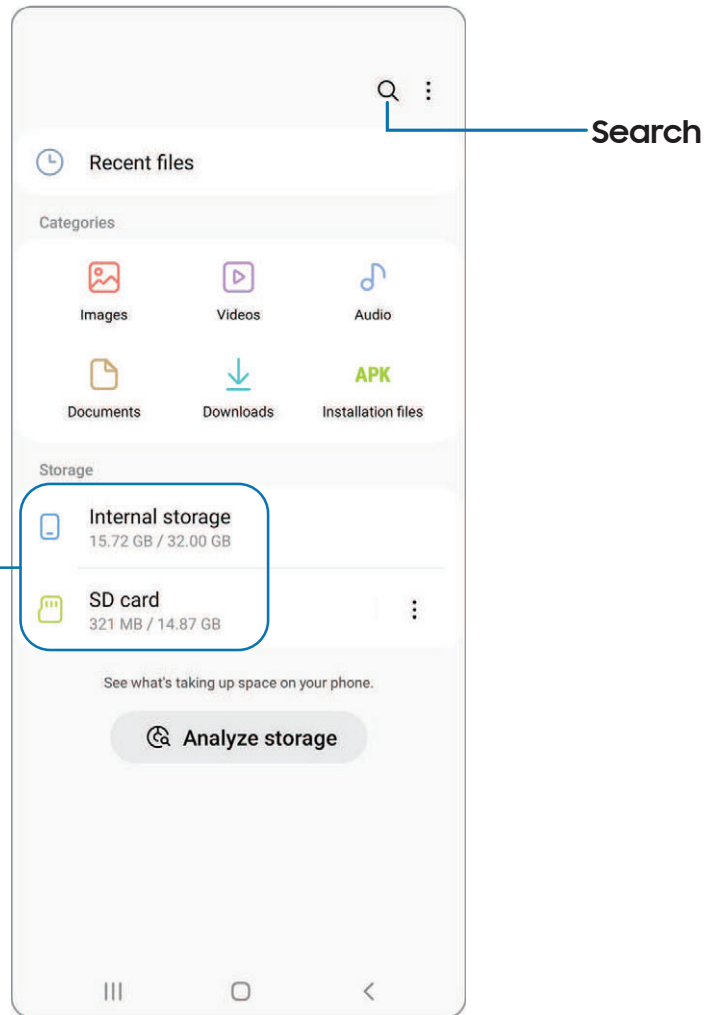 Search
Recent files
Categories
Images Videos Audio
APK
Documents Downloads Installation files
Storage
Internal storage
15.72 GB / 32.00 GB
SD card
321 MB / 14.87 GB
See what's taking up space on your phone.
Analyze storage